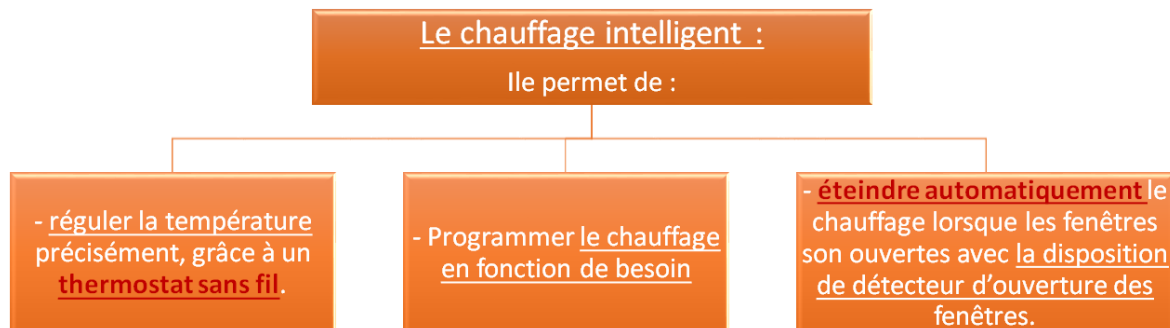 Le chauffage intelligent :
Ile permet de :
- réguler la température
précisément, grâce à un
thermostat sans fil.
- Programmer le chauffage
en fonction de besoin
- éteindre automatiquement le
chauffage lorsque les fenêtres
son ouvertes avec la disposition
de détecteur d’ouverture des
fenêtres.